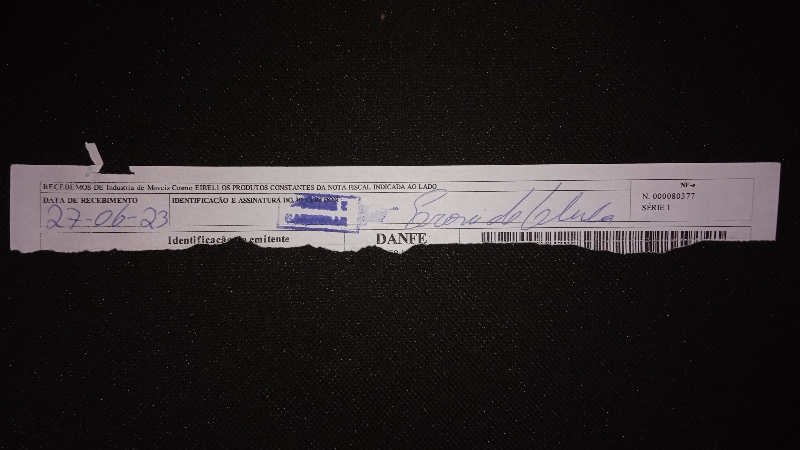 RECEBEMOS DE Industria de Moveis Cosmo EIRELI OS PRODUTOS CONSTANTES DA NOTA FISCAL INDICADA AO LADO
NF-e
N. 000080377
SÉRIE 1
DATA DE RECEBIMENTO
27-06-23
IDENTIFICAÇÃO E ASSINATURA DO
Identificação emitente
DANFE